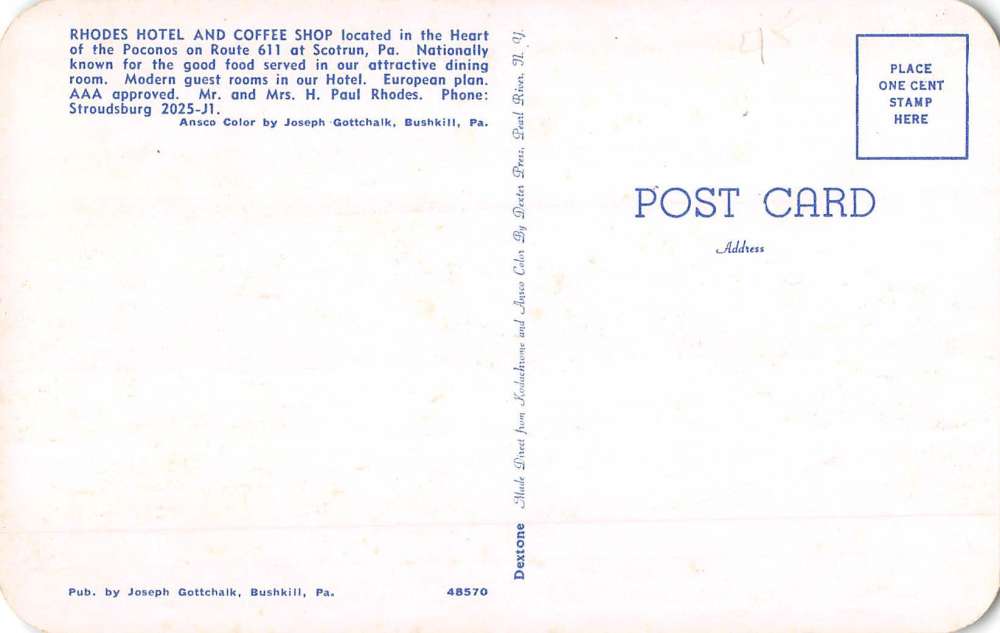 RHODES HOTEL AND COFFEE SHOP located in the Heart
of the Poconos on Route 611 at Scotrun, Pa. Nationally
known for the good food served in our attractive dining
room. Modern guest rooms in our Hotel. European plan.
AAA approved. Mr. and Mrs. H. Paul Rhodes. Phone:
Stroudsburg 2025-J1.
Ansco Color by Joseph Gottchalk, Bushkill, Pa.
Pub. by Joseph Gottchalk, Bushkill, Pa. 48570
Dextone Made Direct from Kodachrome and Ansco Color By Dexter Press, Pearl River, N. Y.
PLACE
ONE CENT
STAMP
HERE
POST CARD
Address